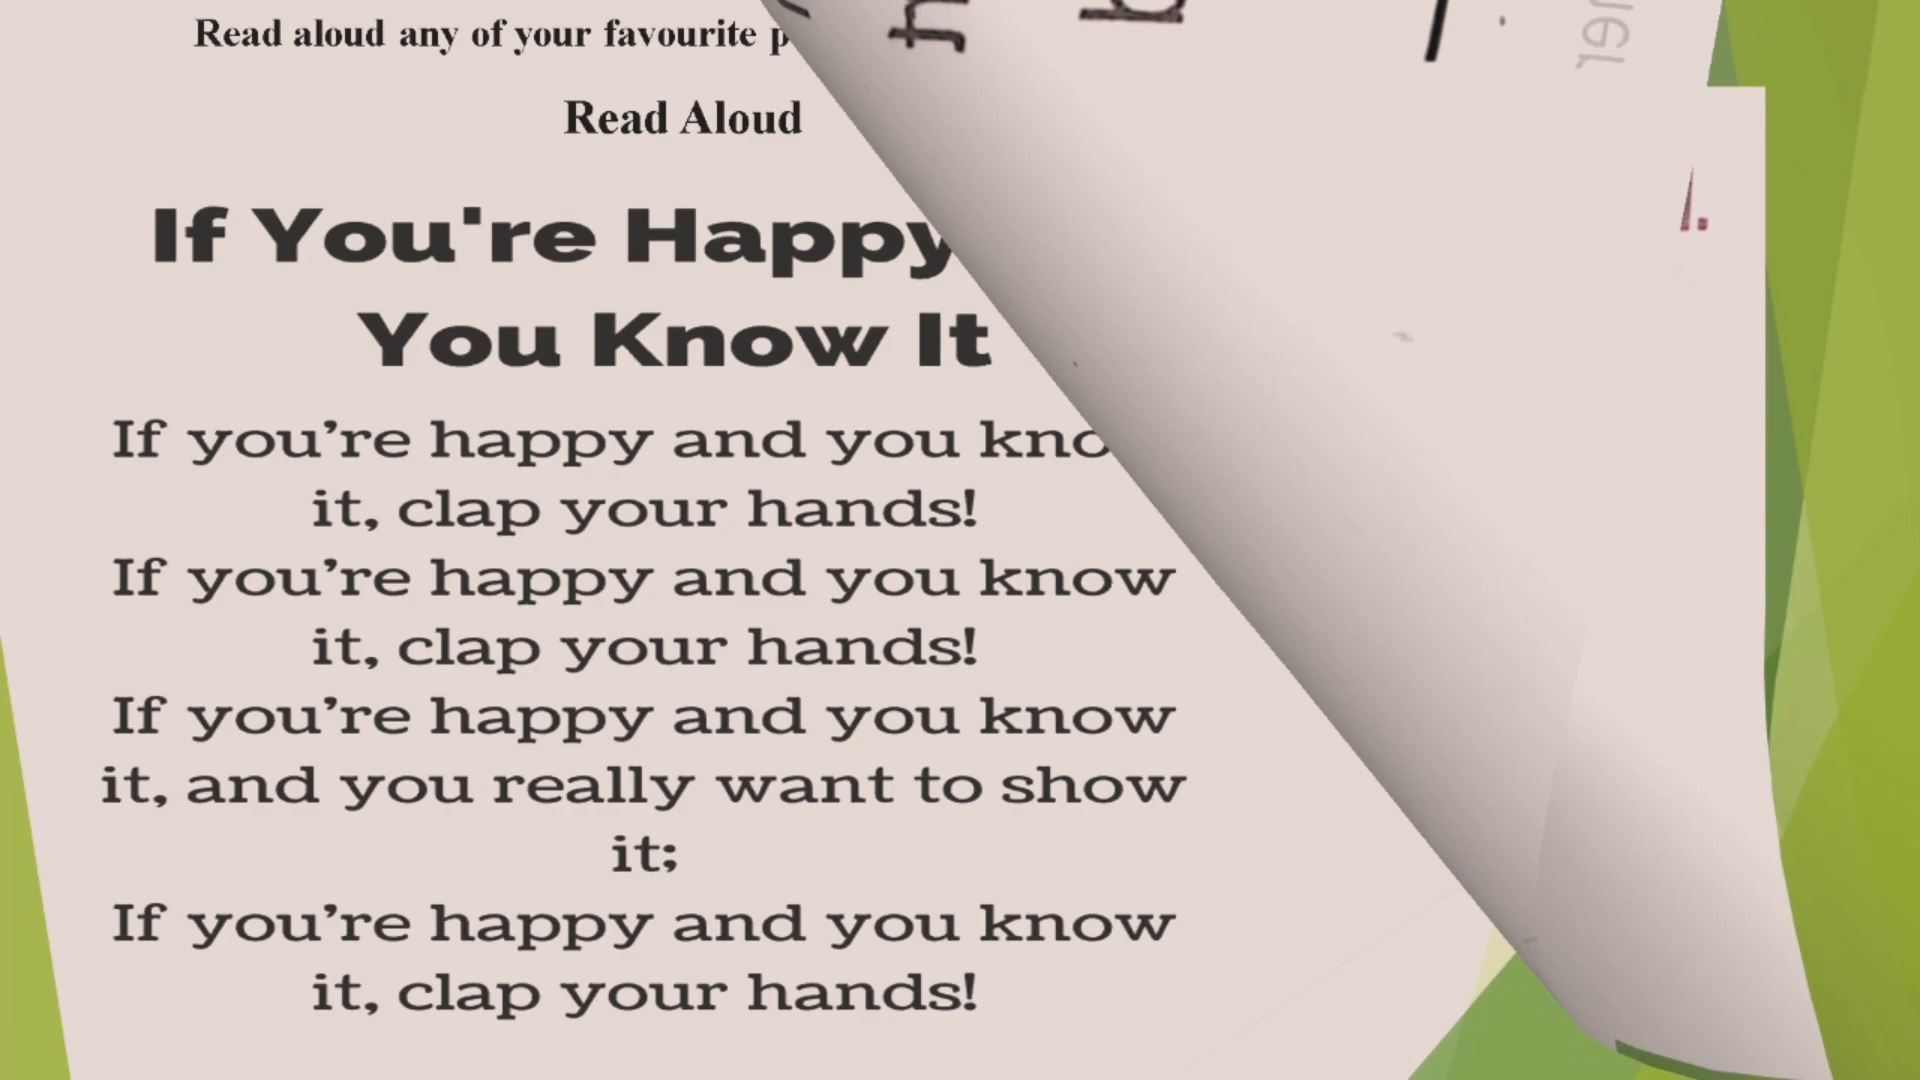 Read aloud any of your favourite
Read Aloud
If You're Happy
You Know It
If you’re happy and you
it, clap your hands!
If you’re happy and you know
it, clap your hands!
If you’re happy and you know
it, and you really want to show
it;
If you’re happy and you know
it, clap your hands!